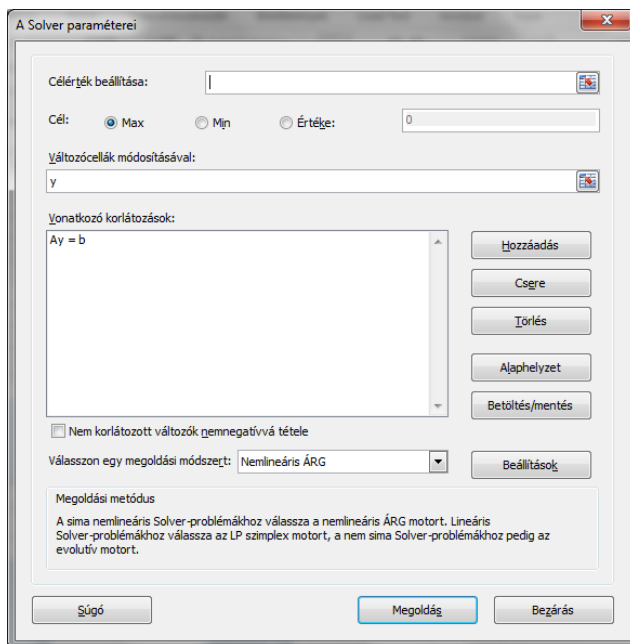 A Solver paraméterei
Célérték beállítása:
Cél: Max Min Értéke: 0
Változócellák módosításával:
y
Vonatkozó korlátozások:
Ay = b
Hozzáadás
Csere
Törlés
Alaphelyzet
Betöltés/mentés
Nem korlátozott változók nemnegatívvá tétele
Válasszon egy megoldási módszert: Nemlineáris ÁRG Beállítások
Megoldási metódus
A sima nemlineáris Solver-problémákhoz válassza a nemlineáris ÁRG motort. Lineáris
Solver-problémákhoz válassza az LP szimplex motort, a nem sima Solver-problémákhoz pedig az
evolutív motort.
Súgó Megoldás Bezárás